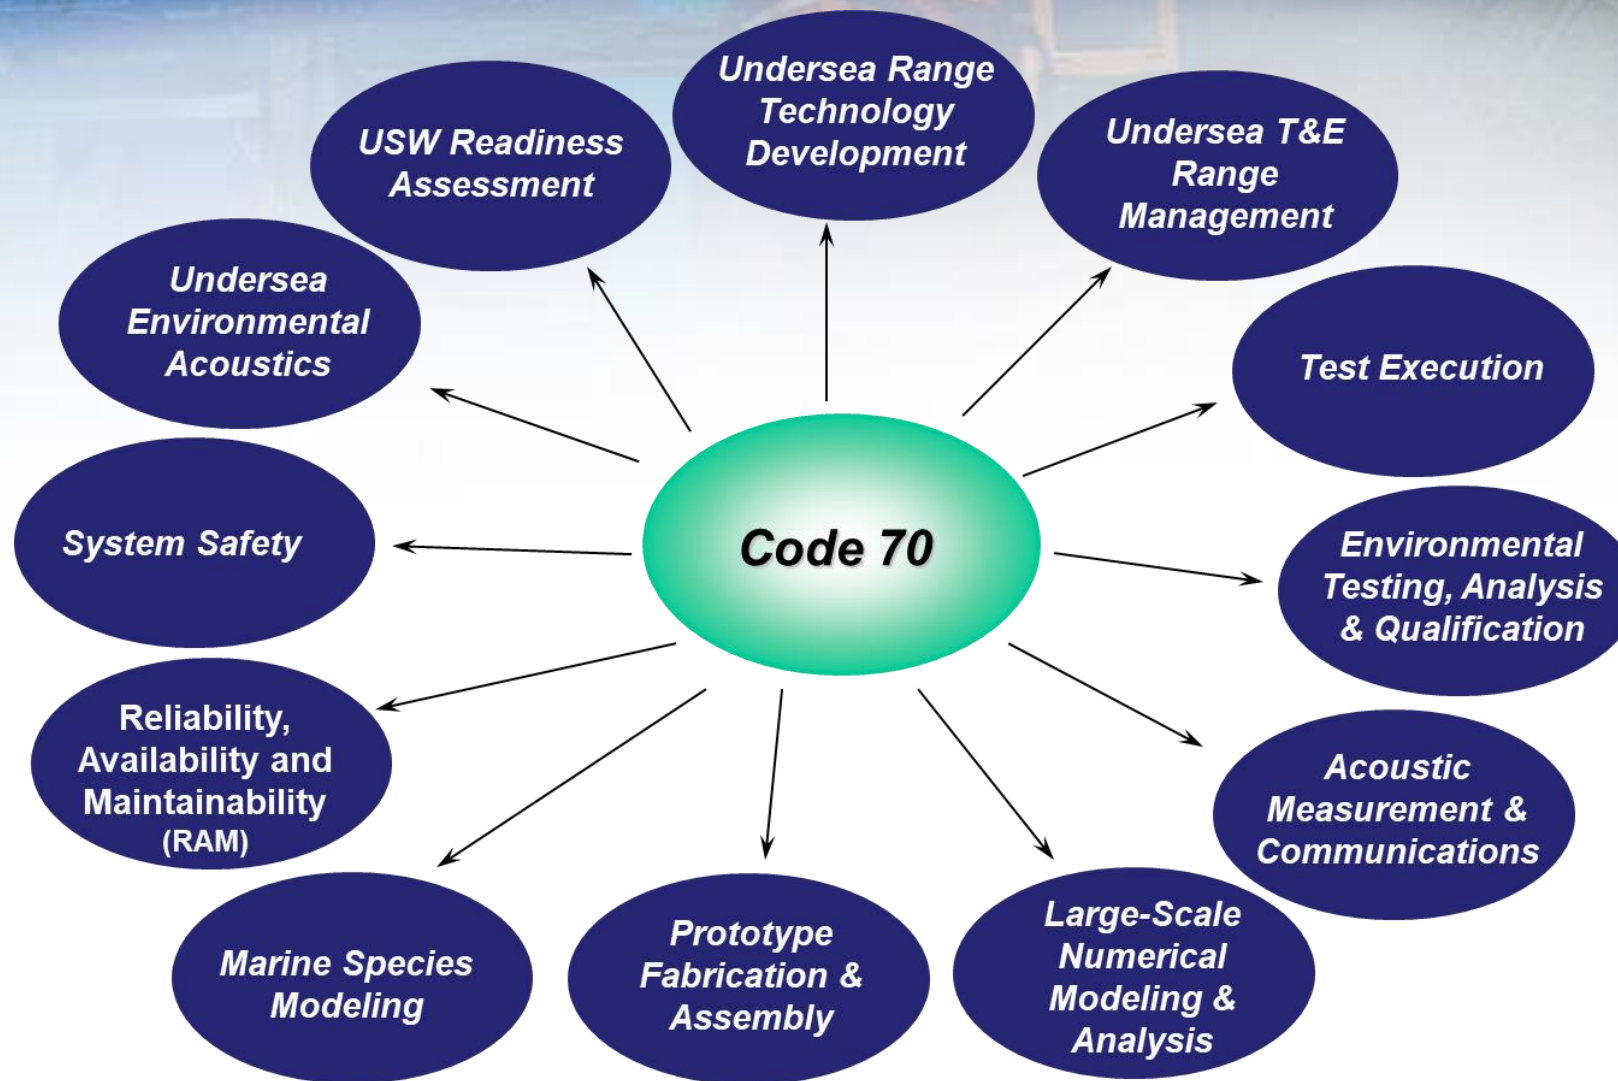 Undersea Range
Technology
Development
USW Readiness
Assessment
Undersea T&E
Range
Management
Undersea
Environmental
Acoustics
Test Execution
System Safety
Code 70
Environmental
Testing, Analysis
& Qualification
Reliability,
Availability and
Maintainability
(RAM)
Acoustic
Measurement &
Communications
Marine Species
Modeling
Prototype
Fabrication &
Assembly
Large-Scale
Numerical
Modeling &
Analysis